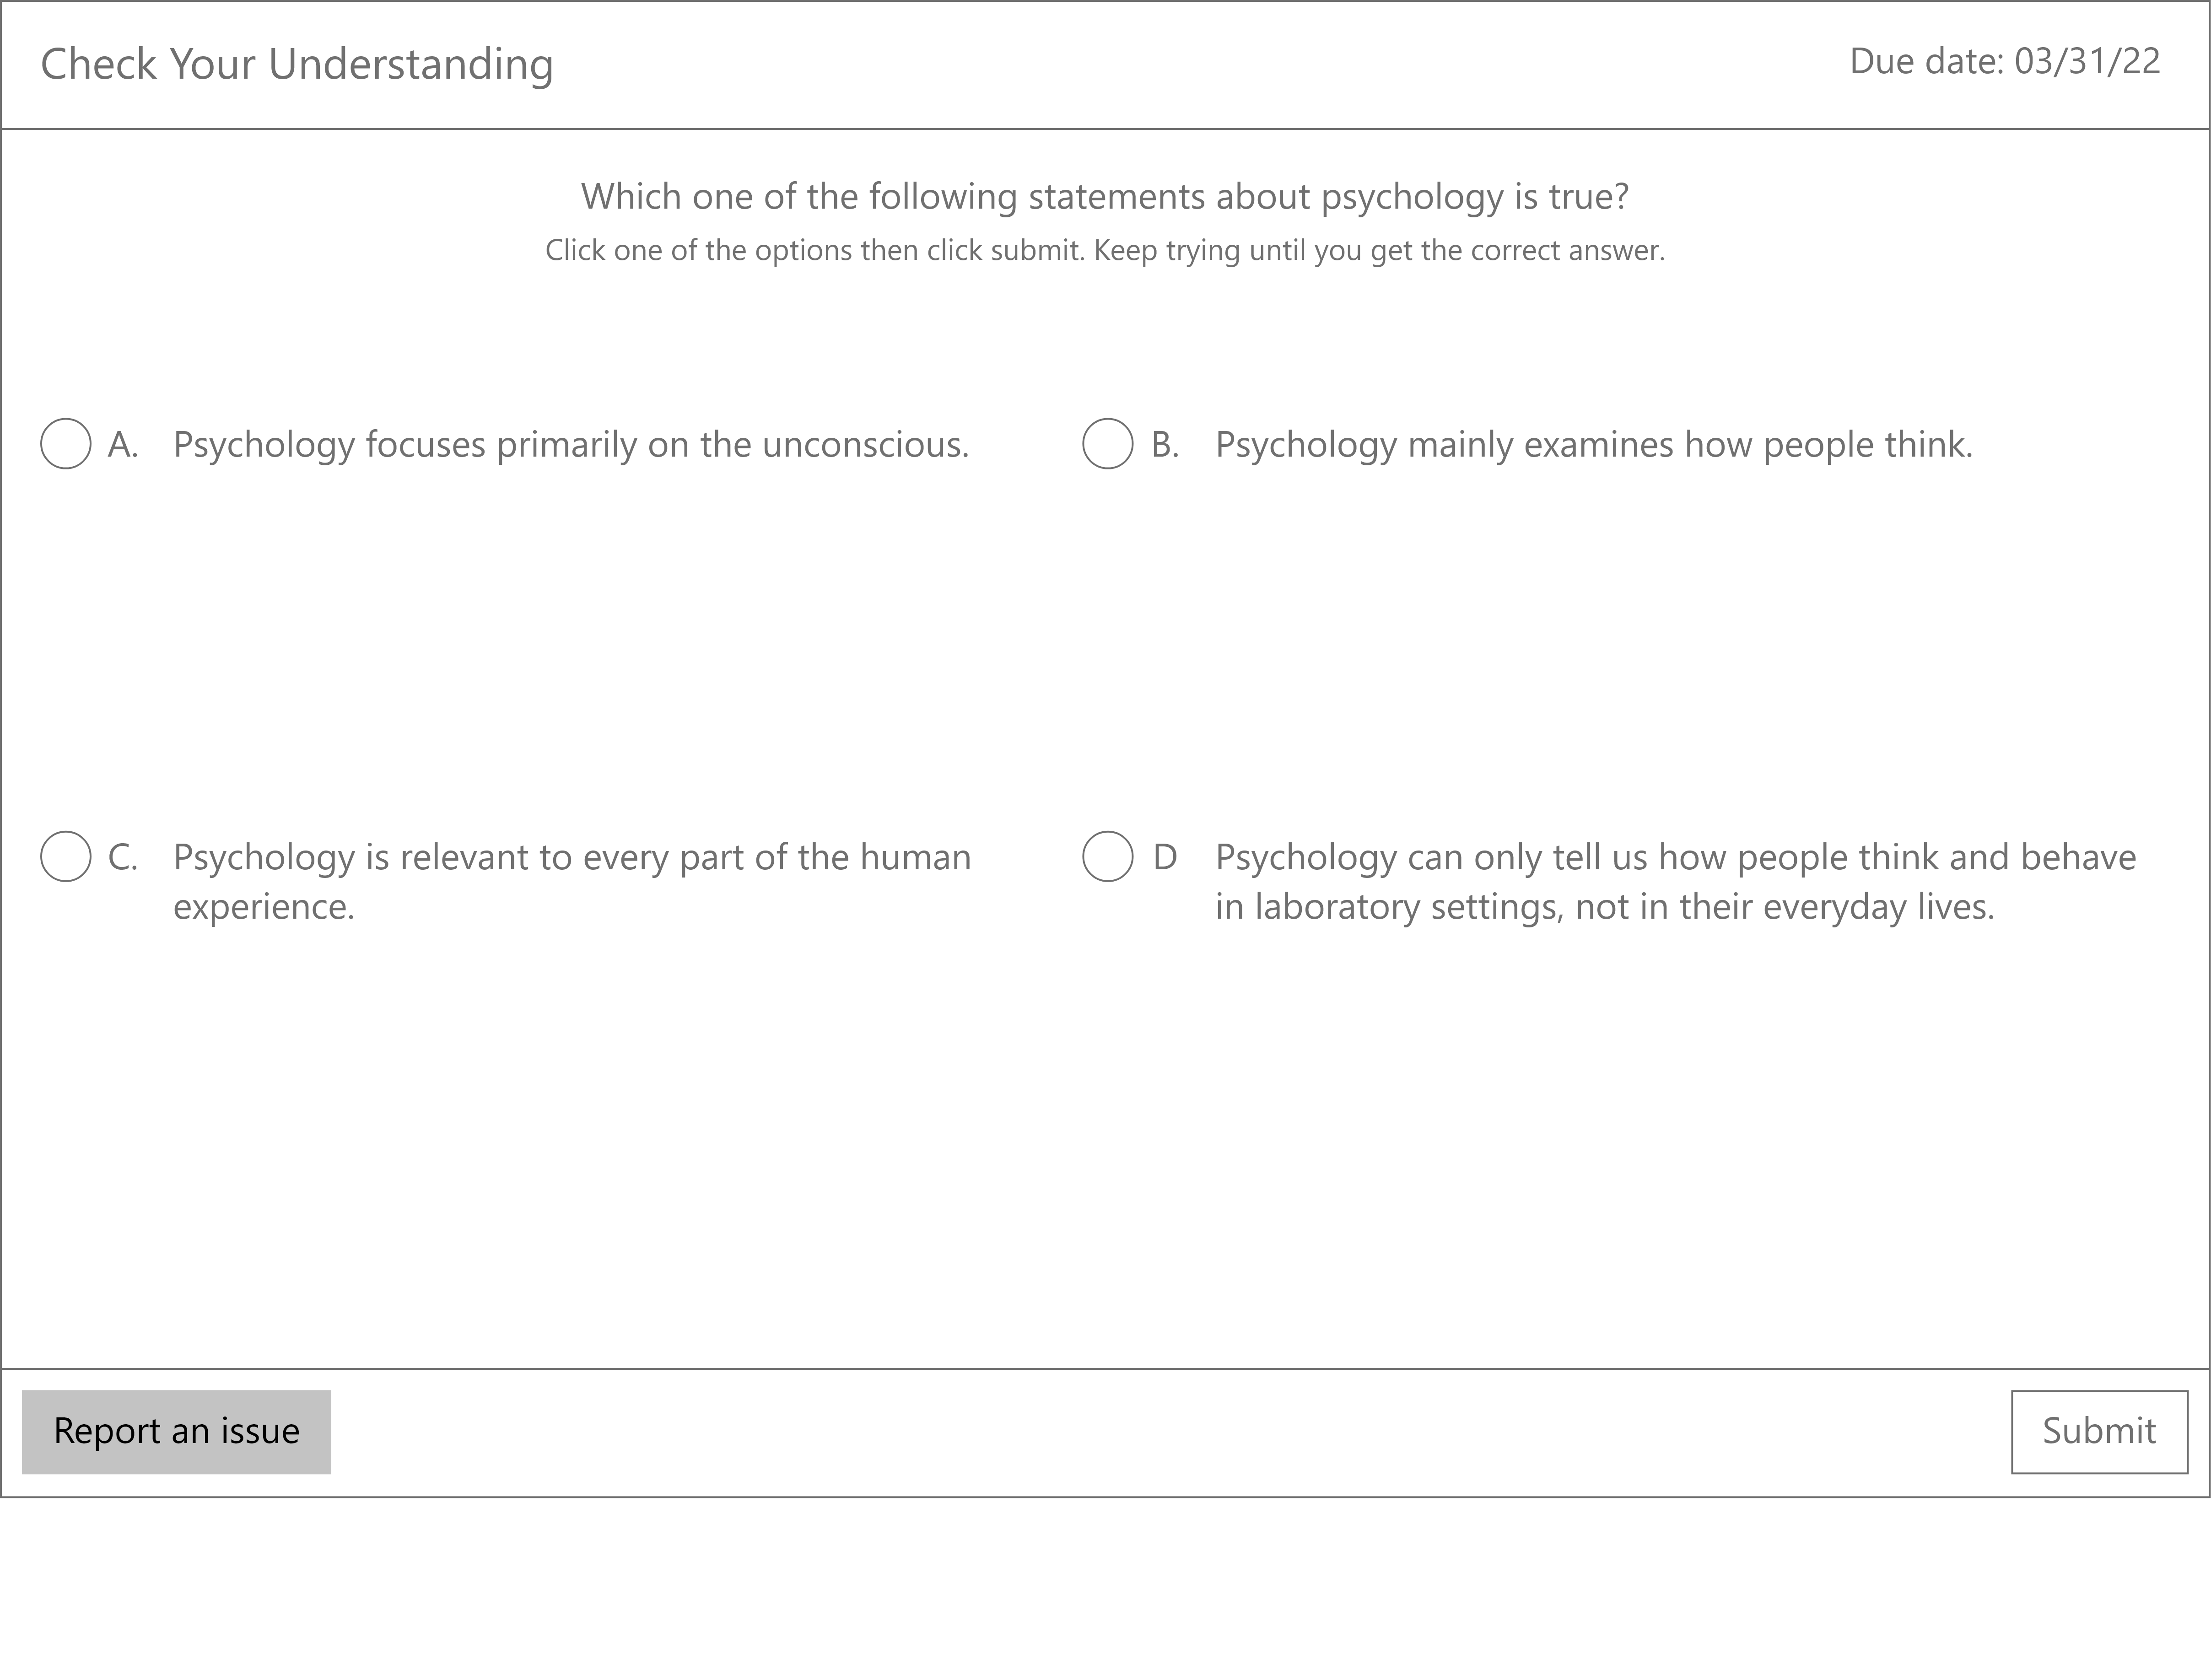 Check Your Understanding
Due date: 03/31/22
Which one of the following statements about psychology is true?
Click one of the options then click submit. Keep trying until you get the correct answer.
A. Psychology focuses primarily on the unconscious.
B. Psychology mainly examines how people think.
C. Psychology is relevant to every part of the human
experience.
D Psychology can only tell us how people think and behave
in laboratory settings, not in their everyday lives.
Report an issue
Submit